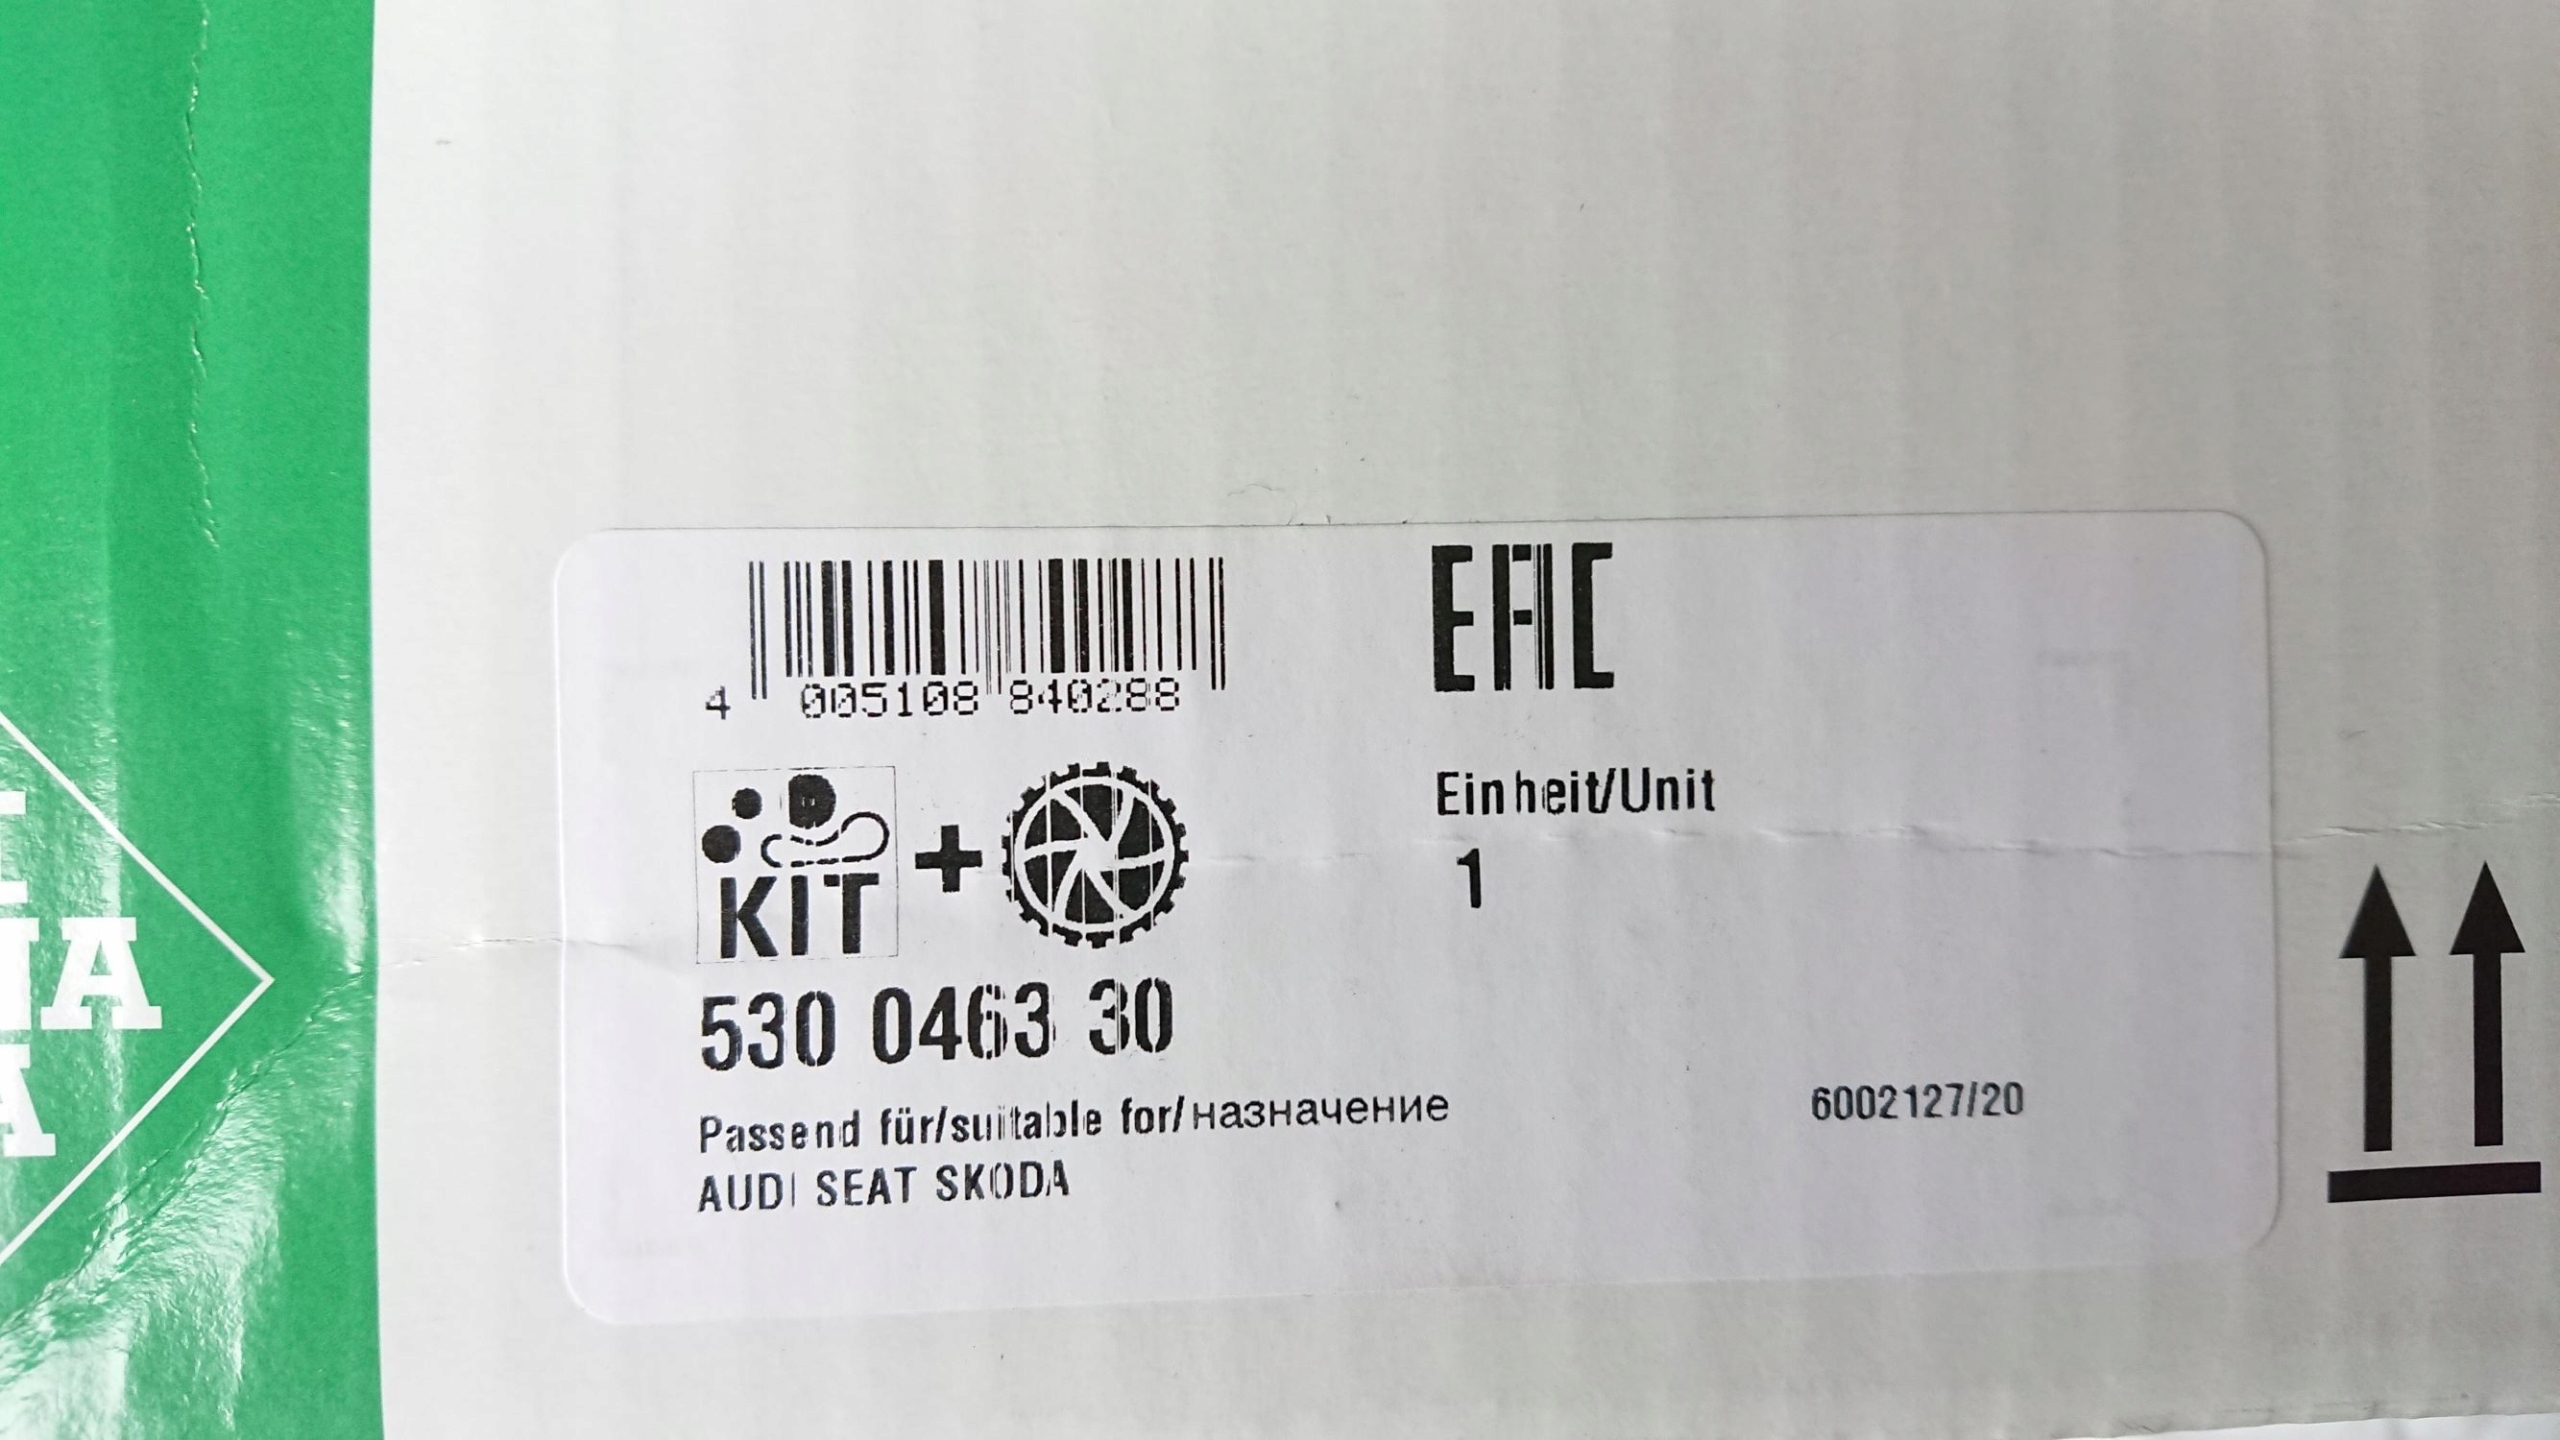 EAC
4 005108 840288
Einheit/Unit
1
KIT
+
530 0463 30
Passend für/suitable for/назначение
AUDI SEAT SKODA
6002127/20